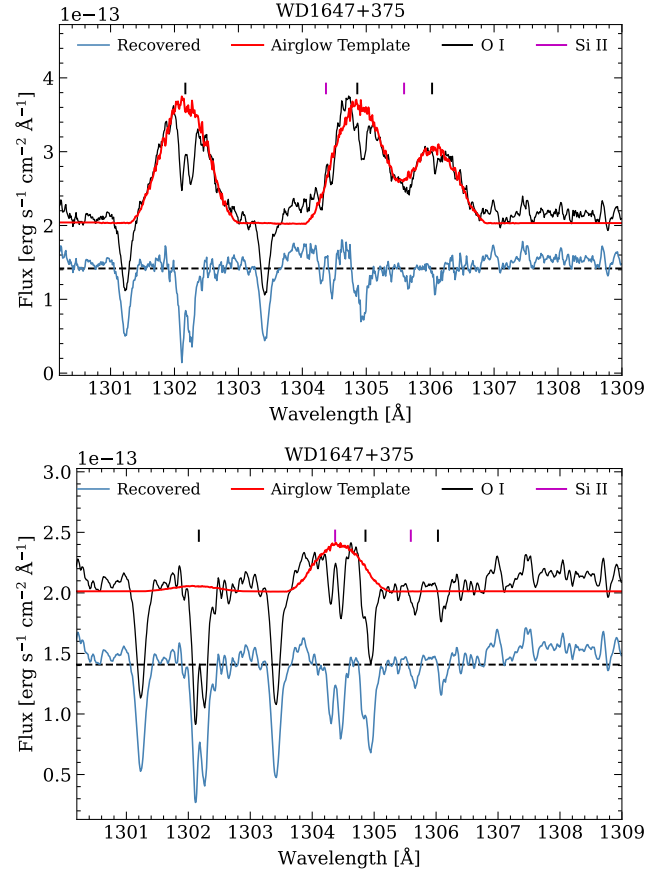 WD1647+375
1e−13
Recovered Airglow Template O I Si II
4
3
2
1
0
Flux [erg s⁻¹ cm⁻² Å⁻¹]
1301 1302 1303 1304 1305 1306 1307 1308 1309
Wavelength [Å]
WD1647+375
1e−13
Recovered Airglow Template O I Si II
3.0
2.5
2.0
1.5
1.0
0.5
Flux [erg s⁻¹ cm⁻² Å⁻¹]
1301 1302 1303 1304 1305 1306 1307 1308 1309
Wavelength [Å]